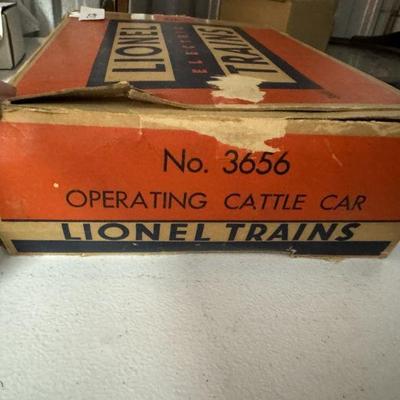 LIONEL
ELECTRIC
TRAINS
No. 3656
OPERATING CATTLE CAR
LIONEL TRAINS